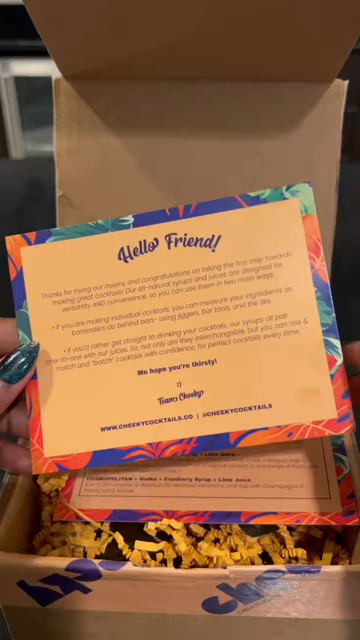 Hello Friend!
Thanks for trying our mixers, and congratulations on taking the first step towards
making great cocktails! Our all-natural syrups and juices are designed for
versatility AND convenience, so you can use them in two main ways.
• If you are making individual cocktails, you can measure your ingredients as
bartenders do behind bars - using jiggers, bar tools, and the like.
• If you'd rather get straight to drinking your cocktails, our syrups all pair
one-to-one with our juices. So, not only are they interchangeable, but you can mix &
match and "batch" cocktails with confidence, for perfect cocktails every time.
We hope you're thirsty!
:)
Team Cheeky
WWW.CHEEKYCOCKTAILS.CO | @CHEEKYCOCKTAILS
+ Lime Juice
COSMOPOLITAN = Vodka + Cranberry Syrup + Lime Juice